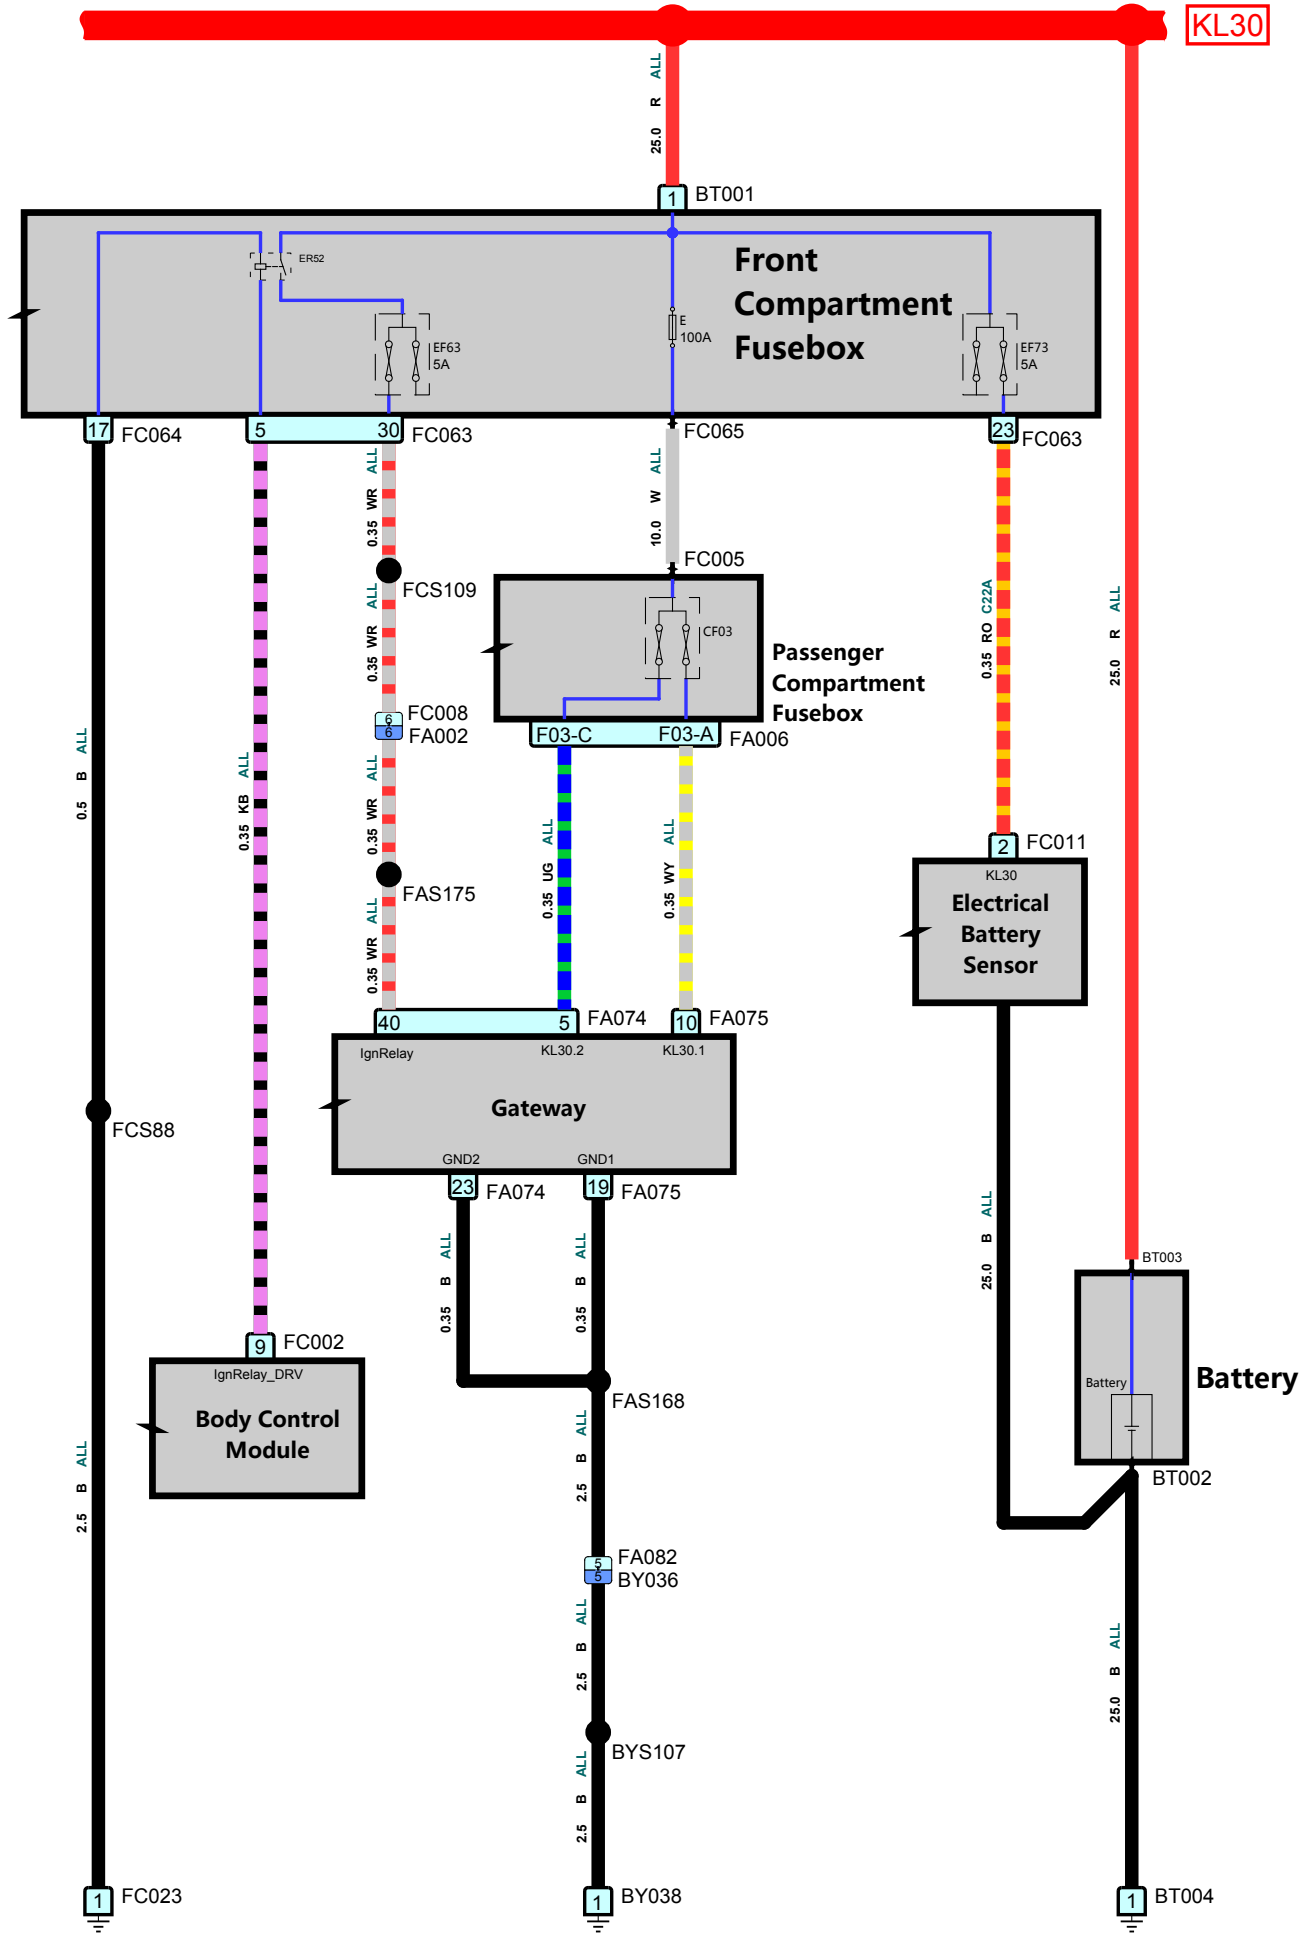 KL30
25.0 R ALL
1 BT001
ER52
Front
Compartment
Fusebox
E
100A
EF63
5A
EF73
5A
17 FC064
5 30 FC063
FC065
23 FC063
0.35 WR ALL
10.0 W ALL
FC005
FCS109
0.35 WR ALL
CF03
0.35 RO C22A
25.0 R ALL
Passenger
Compartment
Fusebox
6 FC008
6 FA002
F03-C F03-A FA006
0.5 B ALL
0.35 KB ALL
0.35 WR ALL
0.35 UG ALL
0.35 WY ALL
2 FC011
KL30
Electrical
Battery
Sensor
FAS175
0.35 WR ALL
40 5 FA074
10 FA075
IgnRelay KL30.2 KL30.1
Gateway
FCS88
GND2 GND1
23 FA074
19 FA075
0.35 B ALL
0.35 B ALL
25.0 B ALL
BT003
9 FC002
IgnRelay_DRV
Body Control
Module
FAS168
Battery
Battery
2.5 B ALL
2.5 B ALL
BT002
5 FA082
5 BY036
2.5 B ALL
25.0 B ALL
BYS107
2.5 B ALL
1 FC023
1 BY038
1 BT004